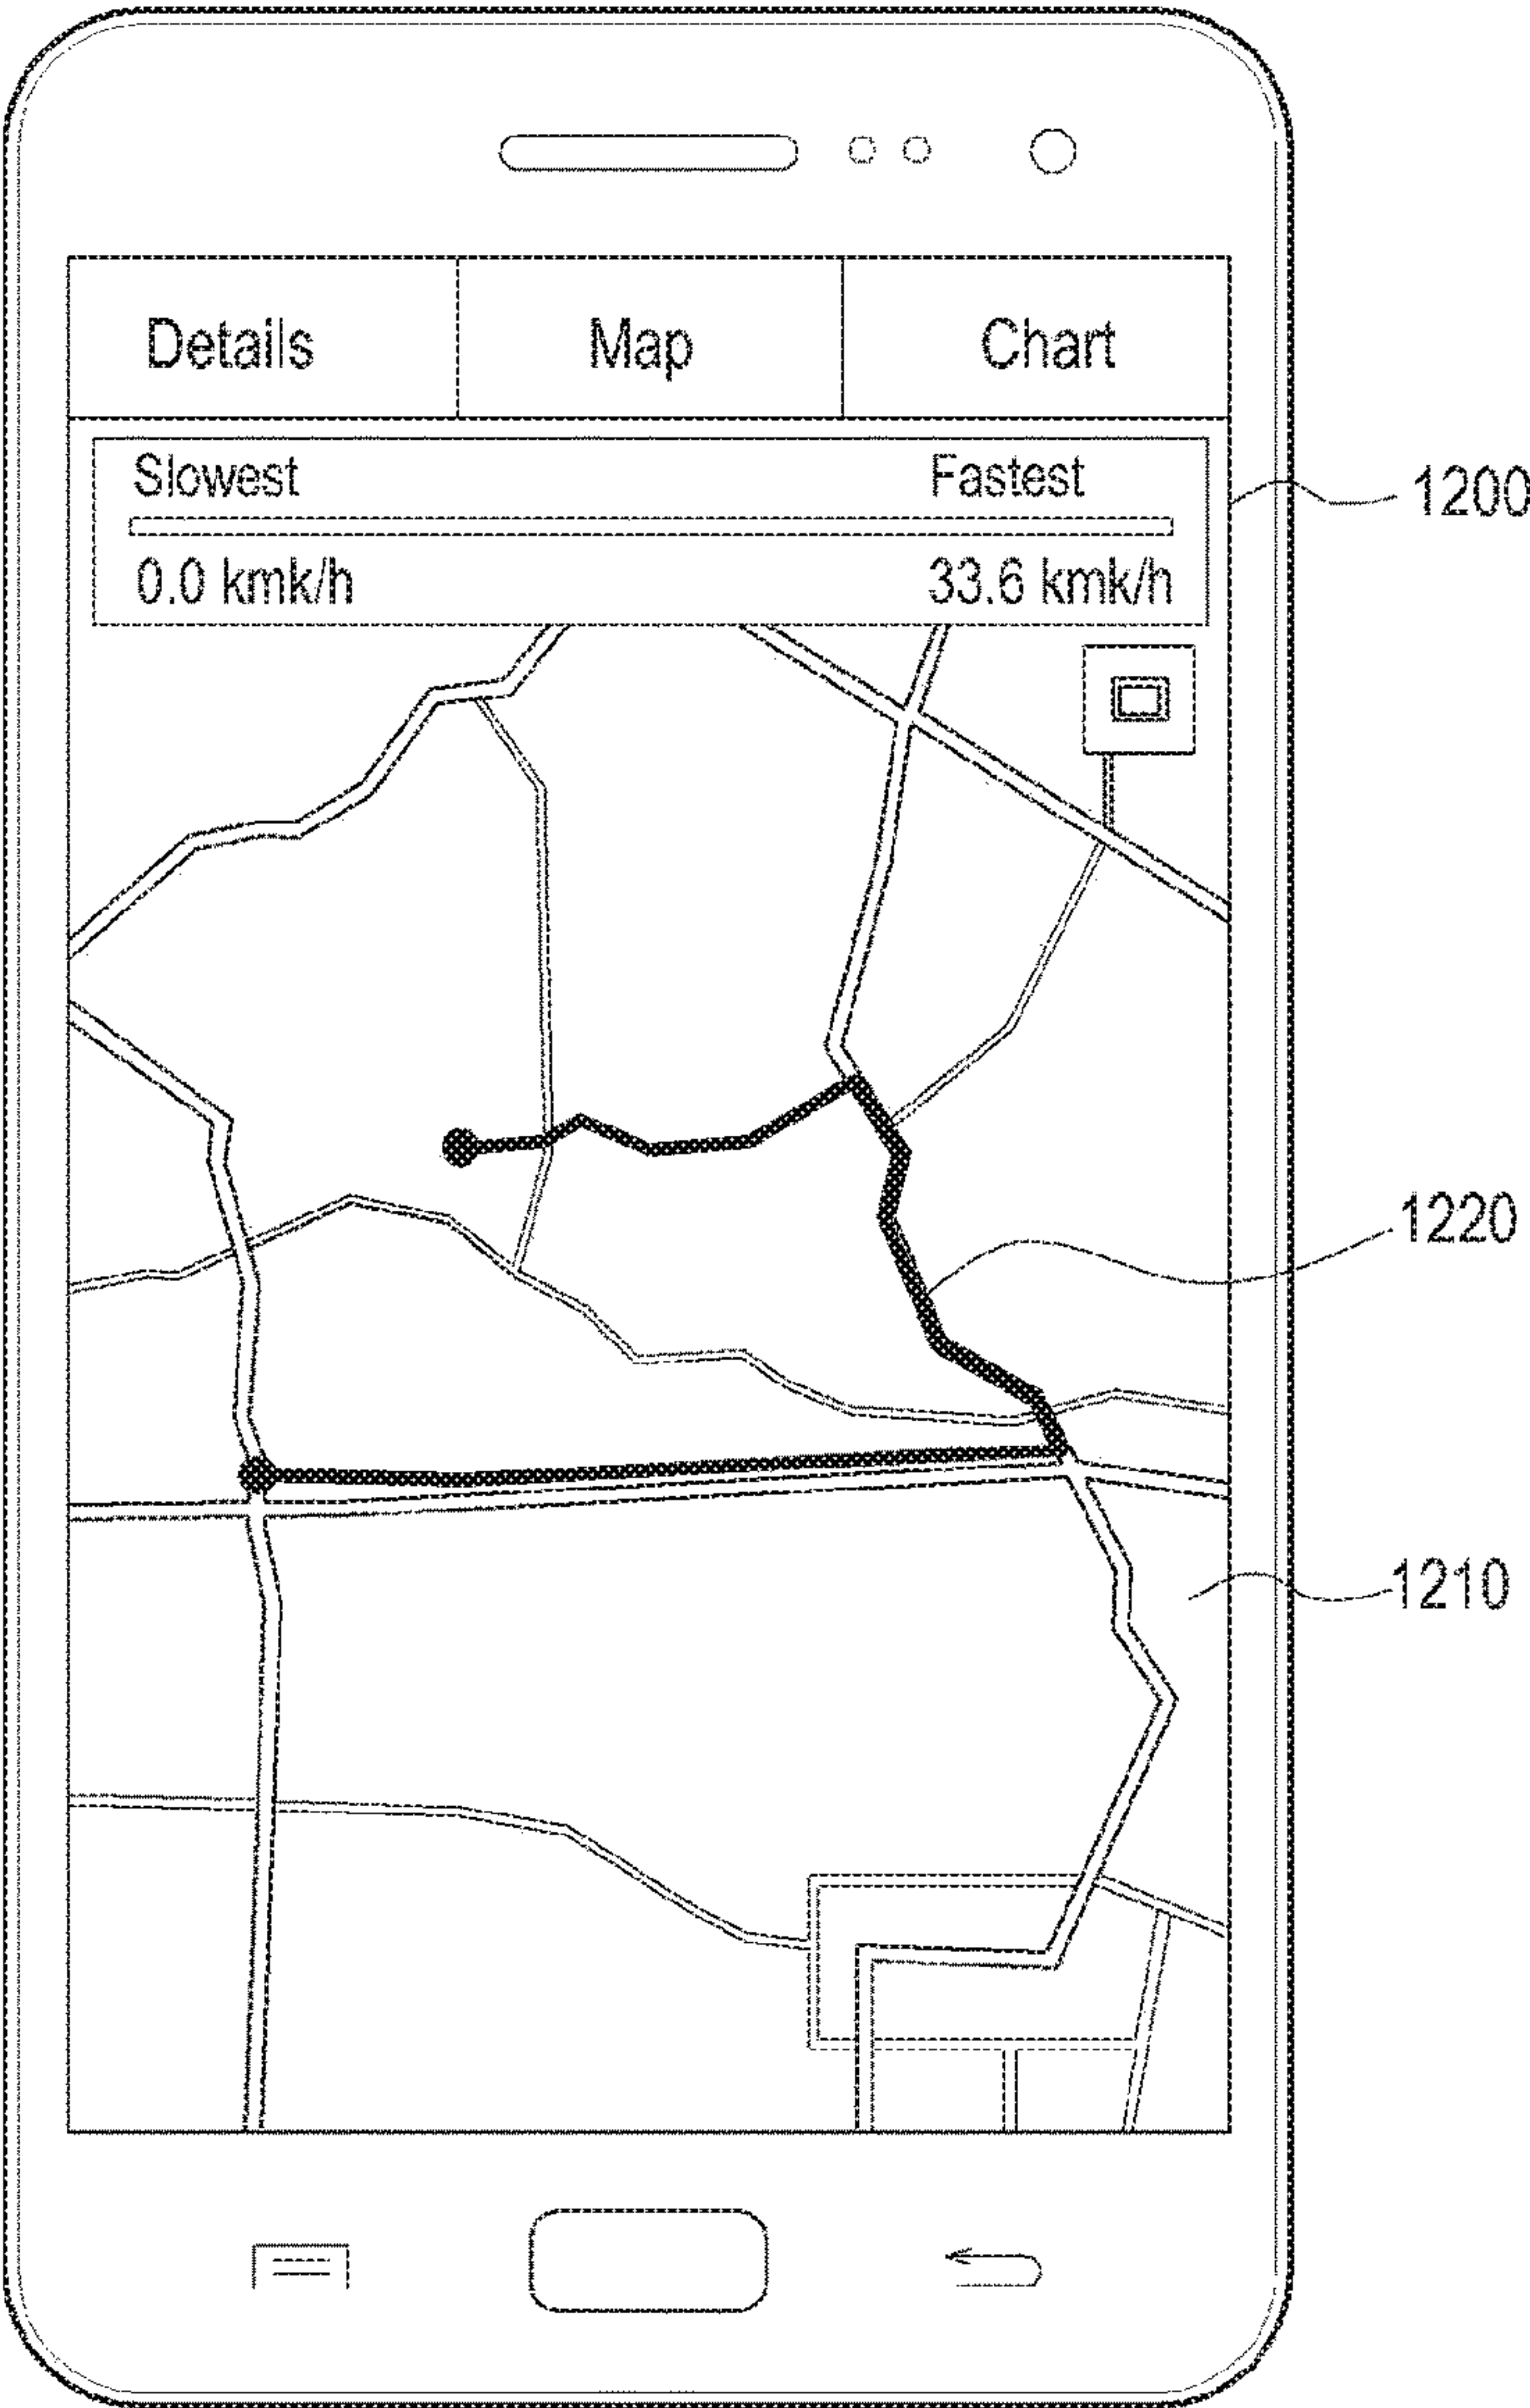 Details Map Chart
Slowest Fastest
1200
0.0 kmk/h 33.6 kmk/h
1220
1210